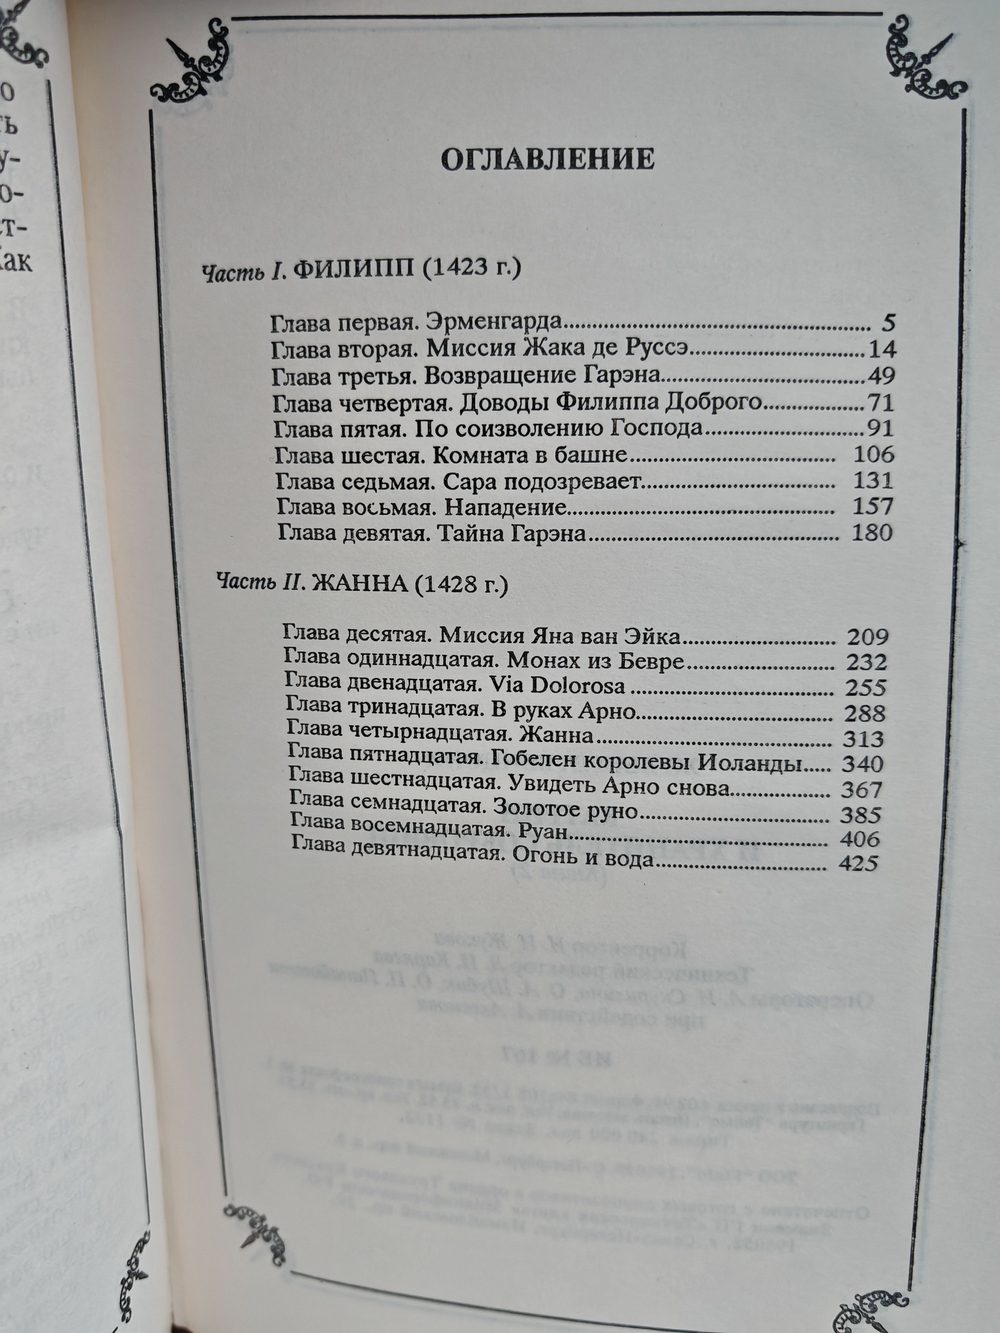 о
ть
у-
о-
ст-
Как
ОГЛАВЛЕНИЕ
Часть I. ФИЛИПП (1423 г.)
Глава первая. Эрменгарда.......... 5
Глава вторая. Миссия Жака де Руссэ..........14
Глава третья. Возвращение Гарэна..........49
Глава четвертая. Доводы Филиппа Доброго..........71
Глава пятая. По соизволению Господа..........91
Глава шестая. Комната в башне.......... 106
Глава седьмая. Сара подозревает.......... 131
Глава восьмая. Нападение.......... 157
Глава девятая. Тайна Гарэна.......... 180
Часть II. ЖАННА (1428 г.)
Глава десятая. Миссия Яна ван Эйка.......... 209
Глава одиннадцатая. Монах из Бевре.......... 232
Глава двенадцатая. Via Dolorosa .......... 255
Глава тринадцатая. В руках Арно.......... 288
Глава четырнадцатая. Жанна.......... 313
Глава пятнадцатая. Гобелен королевы Иоланды..... 340
Глава шестнадцатая. Увидеть Арно снова.......... 367
Глава семнадцатая. Золотое руно.......... 385
Глава восемнадцатая. Руан.......... 406
Глава девятнадцатая. Огонь и вода.......... 425